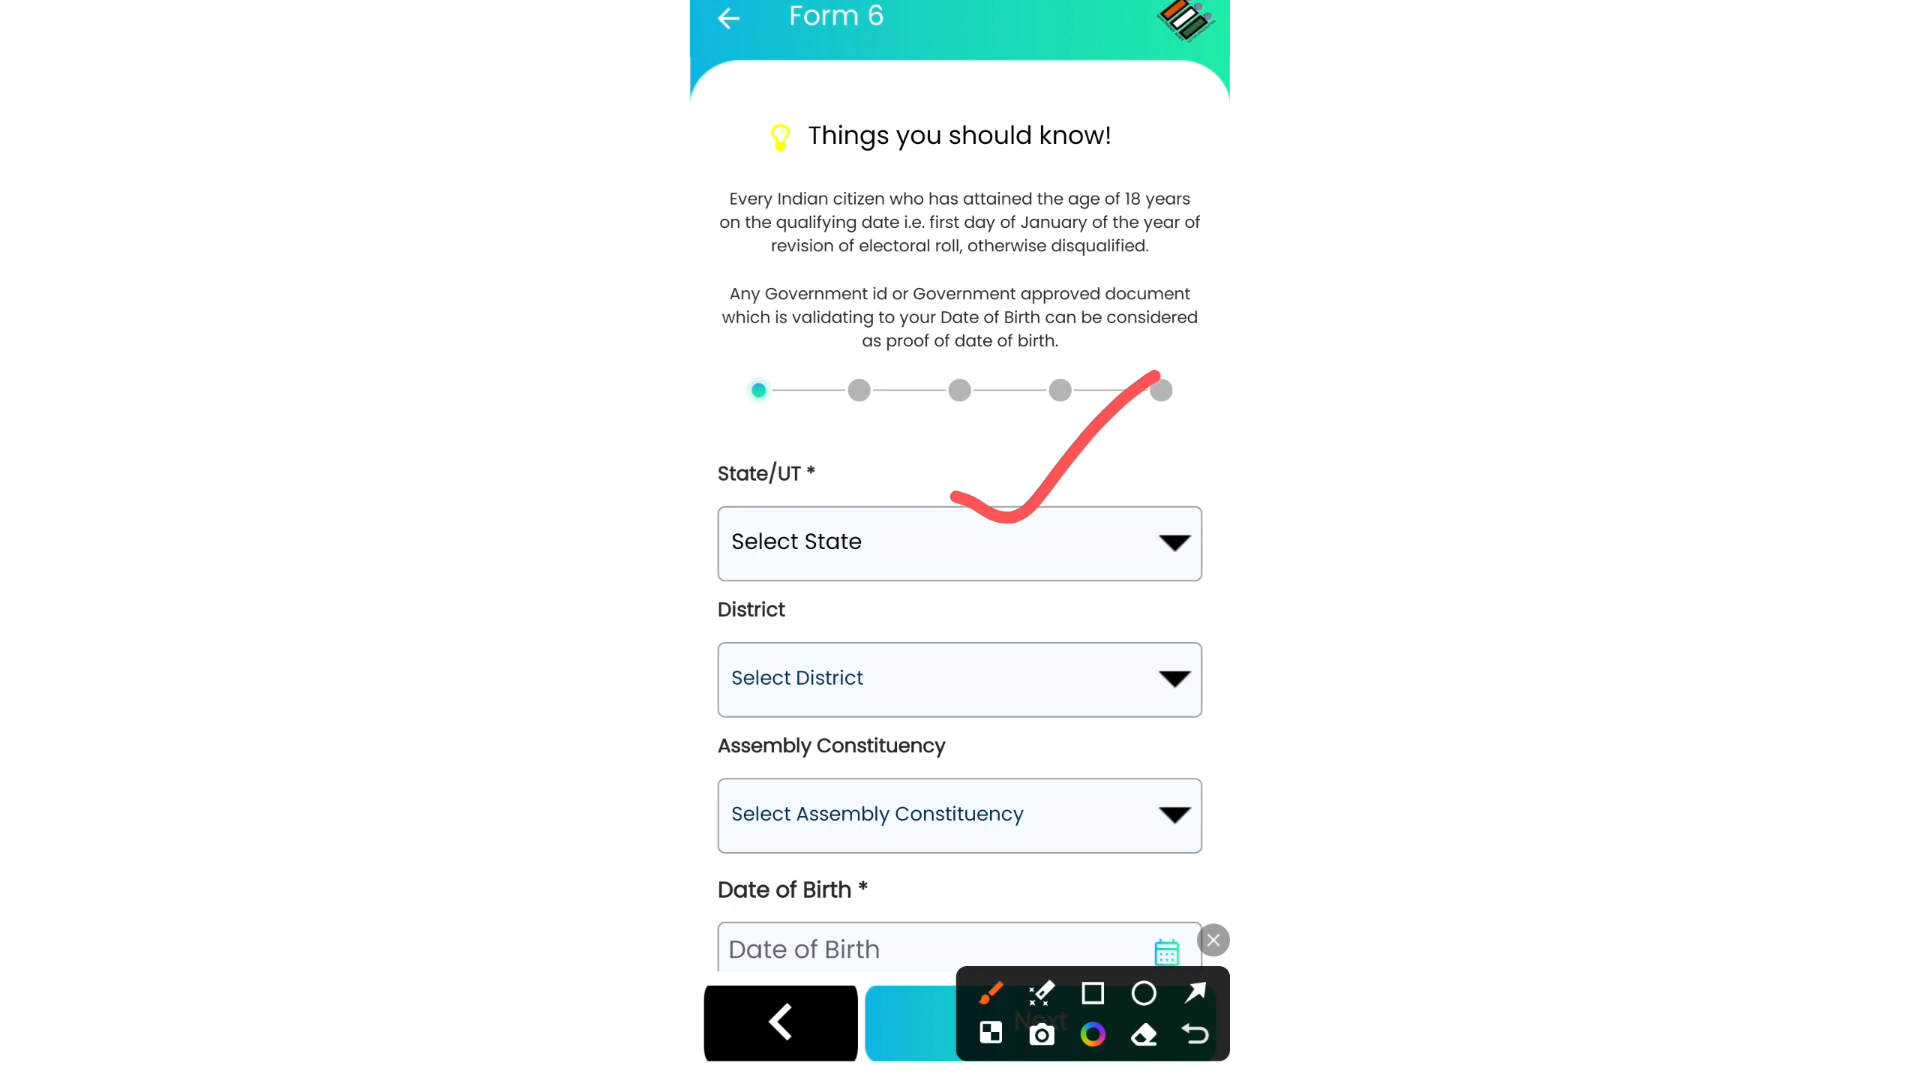 Form 6
Things you should know!
Every Indian citizen who has attained the age of 18 years
on the qualifying date i.e. first day of January of the year of
revision of electoral roll, otherwise disqualified.
Any Government id or Government approved document
which is validating to your Date of Birth can be considered
as proof of date of birth.
State/UT *
Select State
District
Select District
Assembly Constituency
Select Assembly Constituency
Date of Birth *
Date of Birth
Next